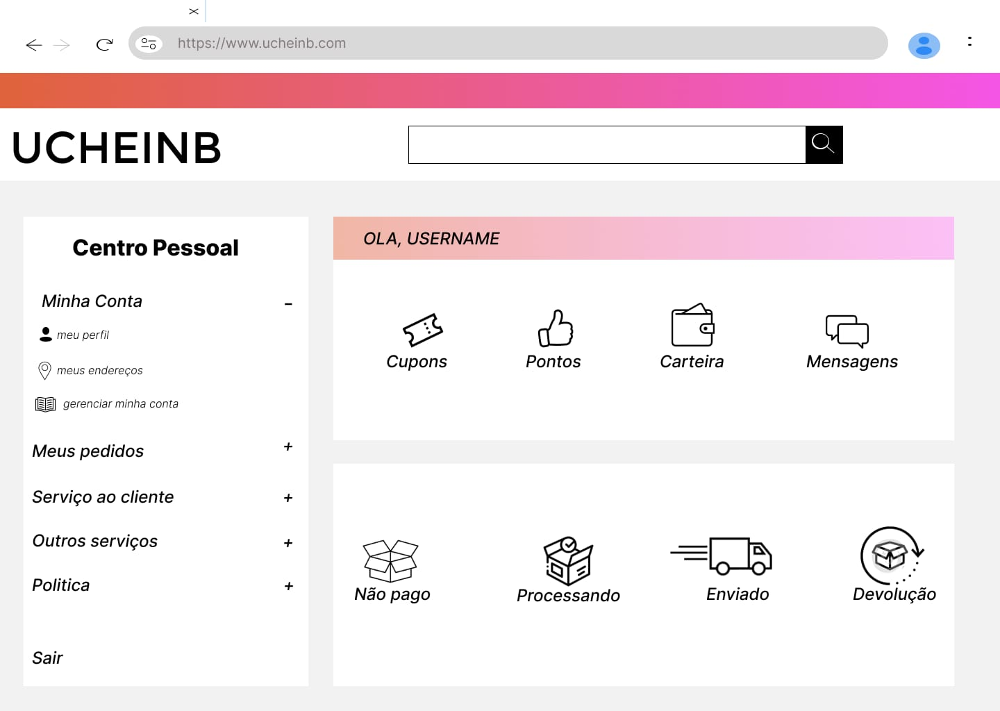 https://www.ucheinb.com
UCHEINB
Centro Pessoal
Minha Conta -
meu perfil
meus endereços
gerenciar minha conta
Meus pedidos +
Serviço ao cliente +
Outros serviços +
Politica +
Sair
OLA, USERNAME
Cupons Pontos Carteira Mensagens
Não pago Processando Enviado Devolução